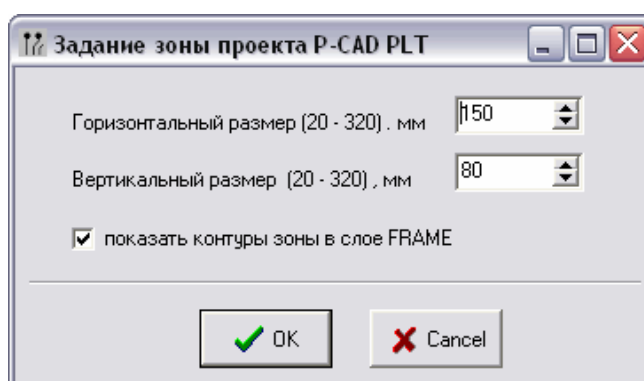 Задание зоны проекта P-CAD PLT
Горизонтальный размер (20 - 320) . мм 150
Вертикальный размер (20 - 320) , мм 80
показать контуры зоны в слое FRAME
OK Cancel